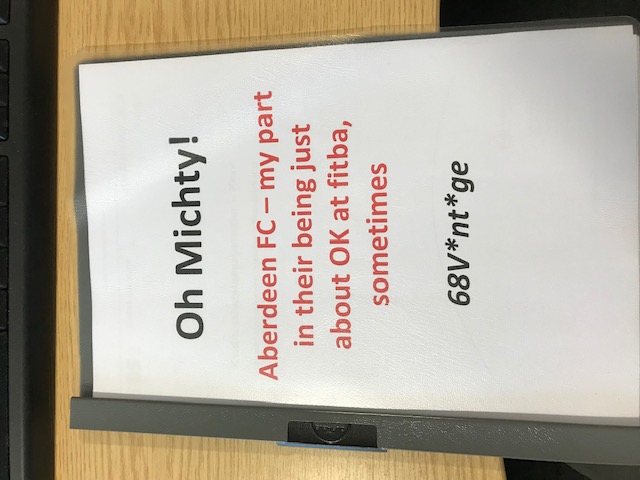 Oh Michty!
Aberdeen FC – my part
in their being just
about OK at fitba,
sometimes
68V*nt*ge